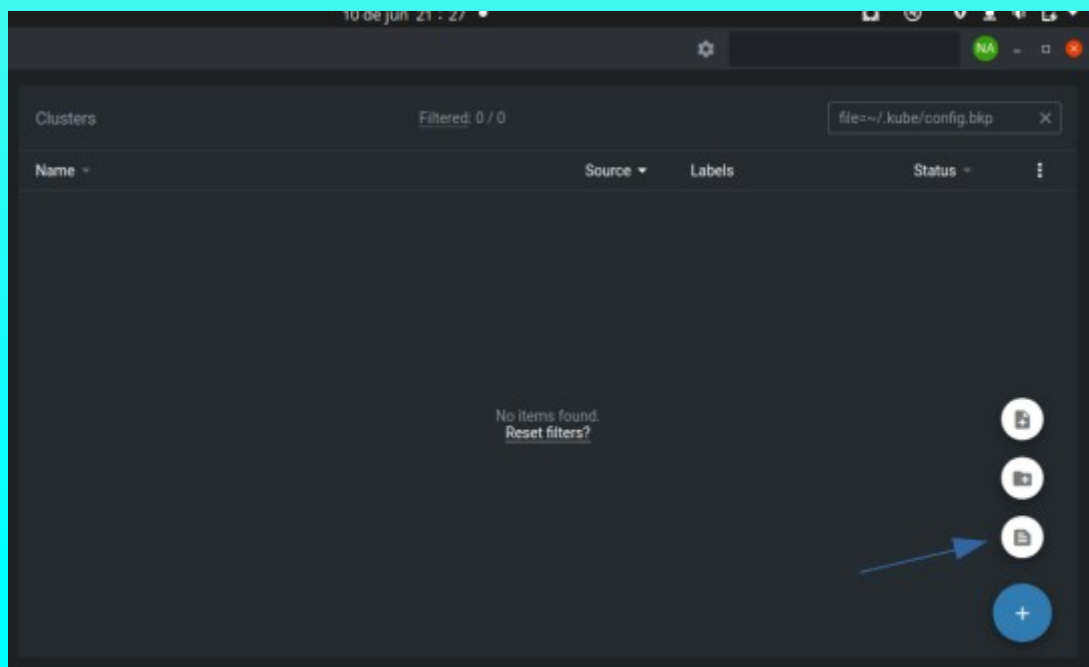 10 de jun 21 : 27
NA
Clusters
Filtered: 0 / 0
file=~/.kube/config.bkp
Name
Source
Labels
Status
No items found.
Reset filters?